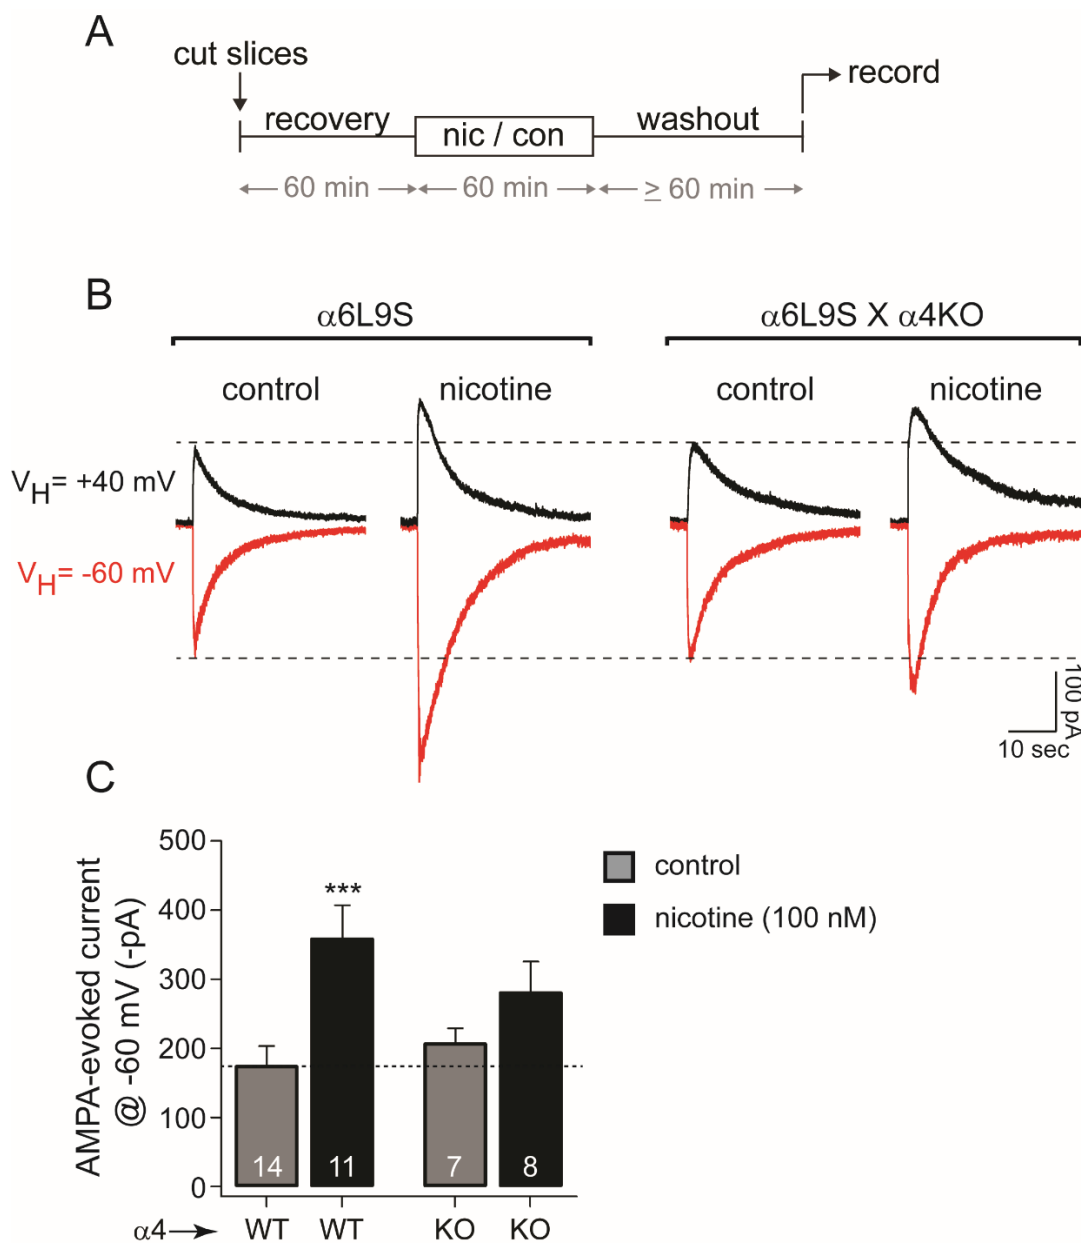 A
cut slices
record
recovery
nic / con
washout
60 min
60 min
≥ 60 min
B
α6L9S
α6L9S X α4KO
control
nicotine
control
nicotine
VH= +40 mV
VH= -60 mV
100 pA
10 sec
C
AMPA-evoked current
@ -60 mV (-pA)
500
400
300
200
100
0
***
14
11
7
8
control
nicotine (100 nM)
α4
WT
WT
KO
KO